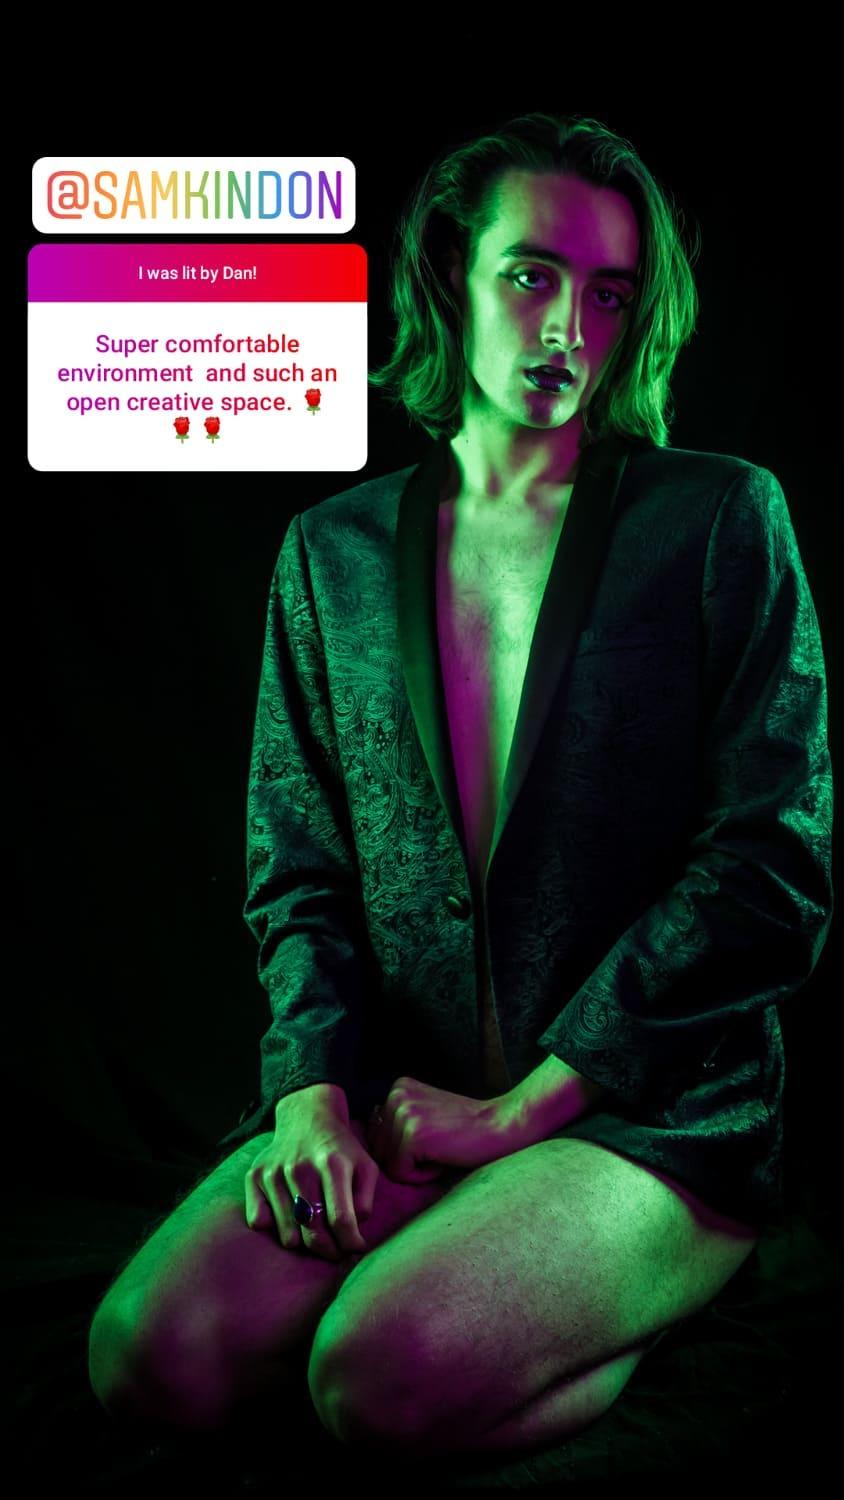 @SAMKINDON
I was lit by Dan!
Super comfortable
environment  and such an
open creative space. 🌹
🌹 🌹